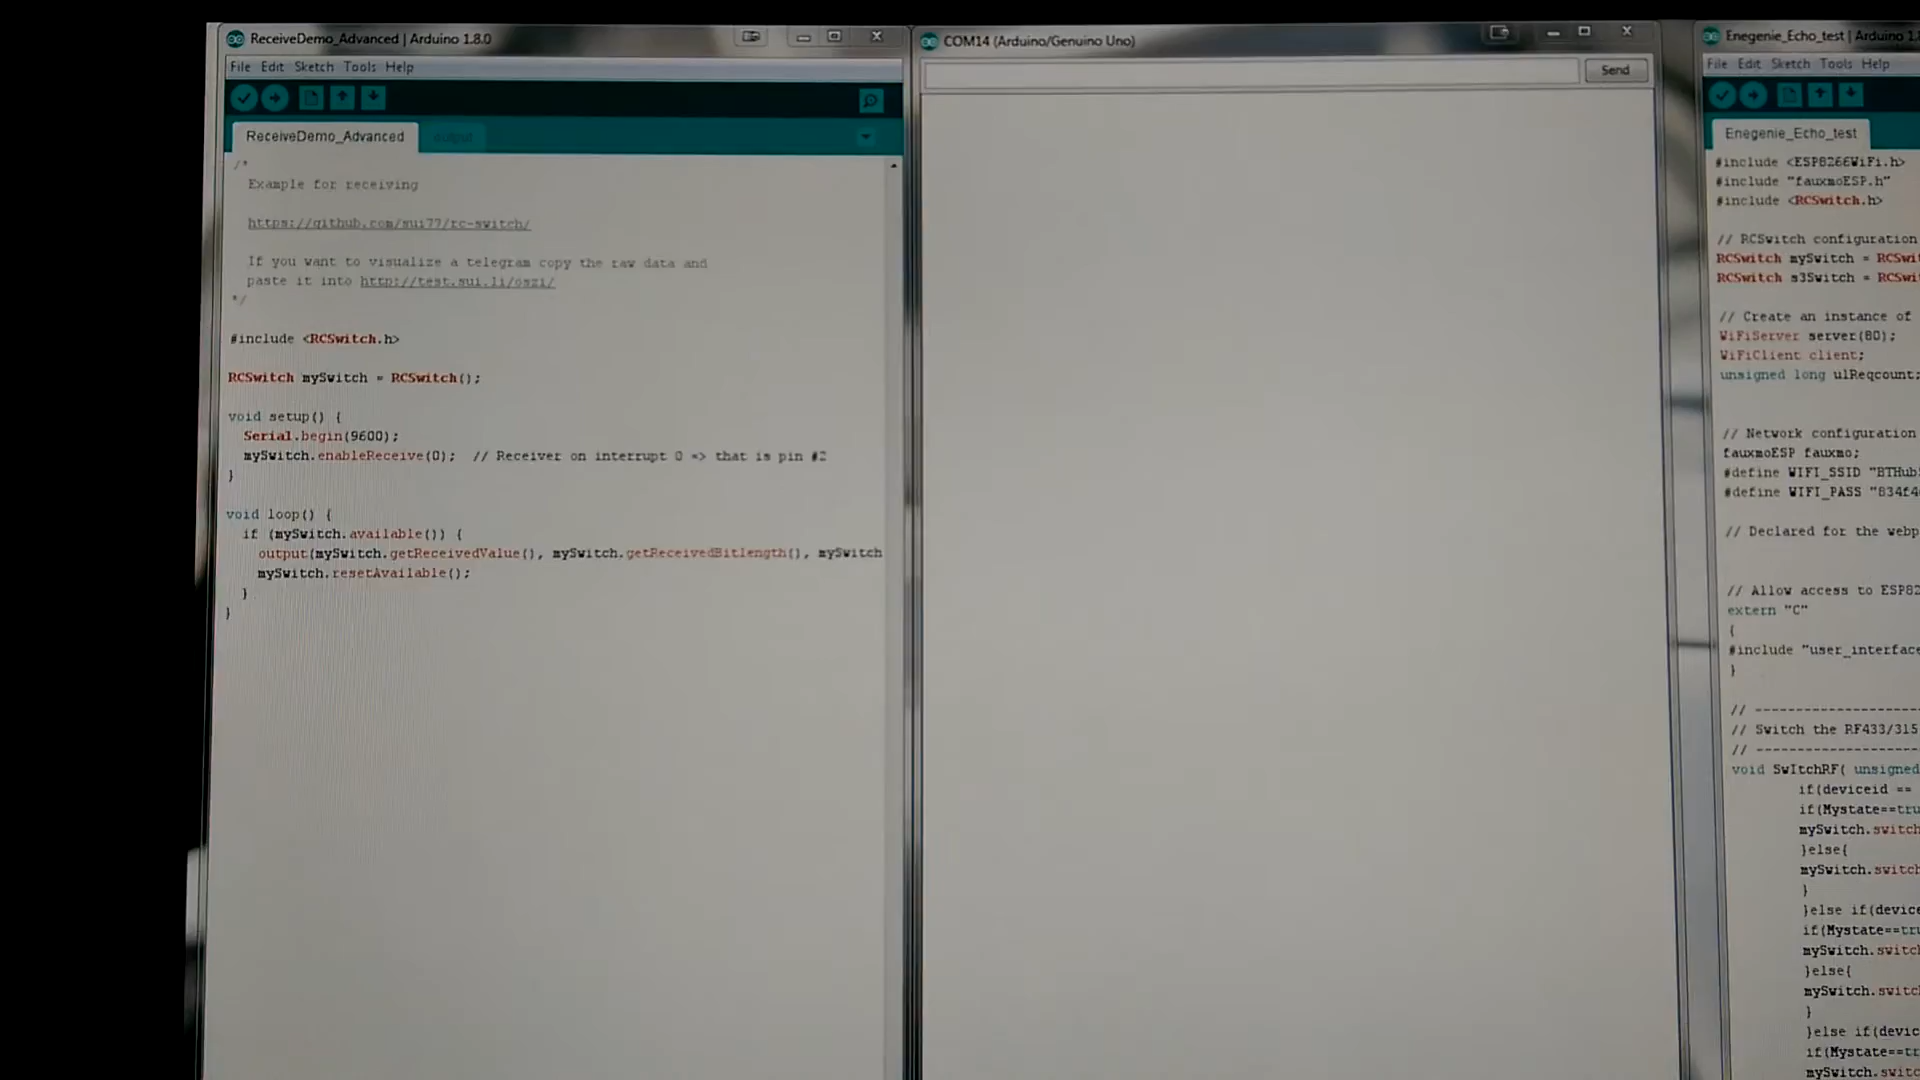 ReceiveDemo_Advanced | Arduino 1.8.0
File Edit Sketch Tools Help
ReceiveDemo_Advanced output
/*
Example for receiving
https://github.com/sui77/rc-switch/
If you want to visualize a telegram copy the raw data and
paste it into http://test.sui.li/oszi/
*/
#include <RCSwitch.h>
RCSwitch mySwitch = RCSwitch();
void setup() {
Serial.begin(9600);
mySwitch.enableReceive(0); // Receiver on interrupt 0 => that is pin #2
}
void loop() {
if (mySwitch.available()) {
output(mySwitch.getReceivedValue(), mySwitch.getReceivedBitlength(), mySwitch
mySwitch.resetAvailable();
}
}
COM14 (Arduino/Genuino Uno)
Send
Enegenie_Echo_test | Arduino 1.
File Edit Sketch Tools Help
Enegenie_Echo_test
#include <ESP8266WiFi.h>
#include "fauxmoESP.h"
#include <RCSwitch.h>
// RCSwitch configuration
RCSwitch mySwitch = RCSwi
RCSwitch s3Switch = RCSwi
// Create an instance of
WiFiServer server(80);
WiFiClient client;
unsigned long ulReqcount;
// Network configuration
fauxmoESP fauxmo;
#define WIFI_SSID "BTHub
#define WIFI_PASS "834f4
// Declared for the webp
// Allow access to ESP82
extern "C"
{
#include "user_interface
}
// --------------------
// Switch the RF433/315
// --------------------
void SwItchRF( unsigned
if(deviceid ==
if(Mystate==tru
mySwitch.switch
}else{
mySwitch.switch
}
}else if(device
if(Mystate==tru
mySwitch.switc
}else{
mySwitch.switc
}
}else if(devic
if(Mystate==tr
mySwitch.switc